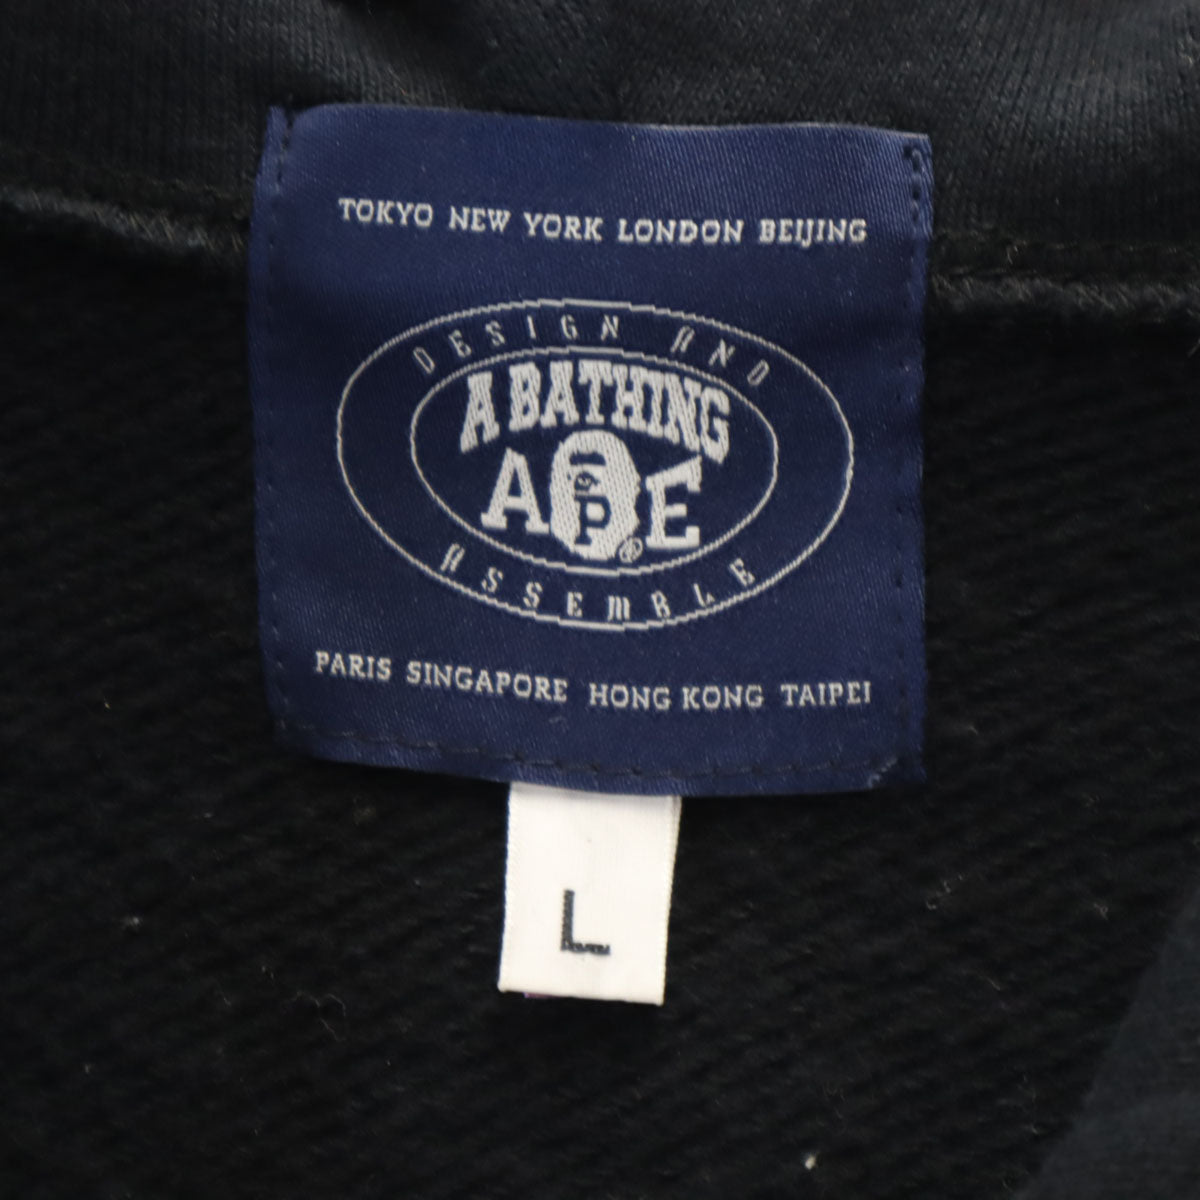 TOKYO NEW YORK LONDON BEIJING
DESIGN AND
A BATHING
APE
ASSEMBLE
PARIS SINGAPORE HONG KONG TAIPEI
L